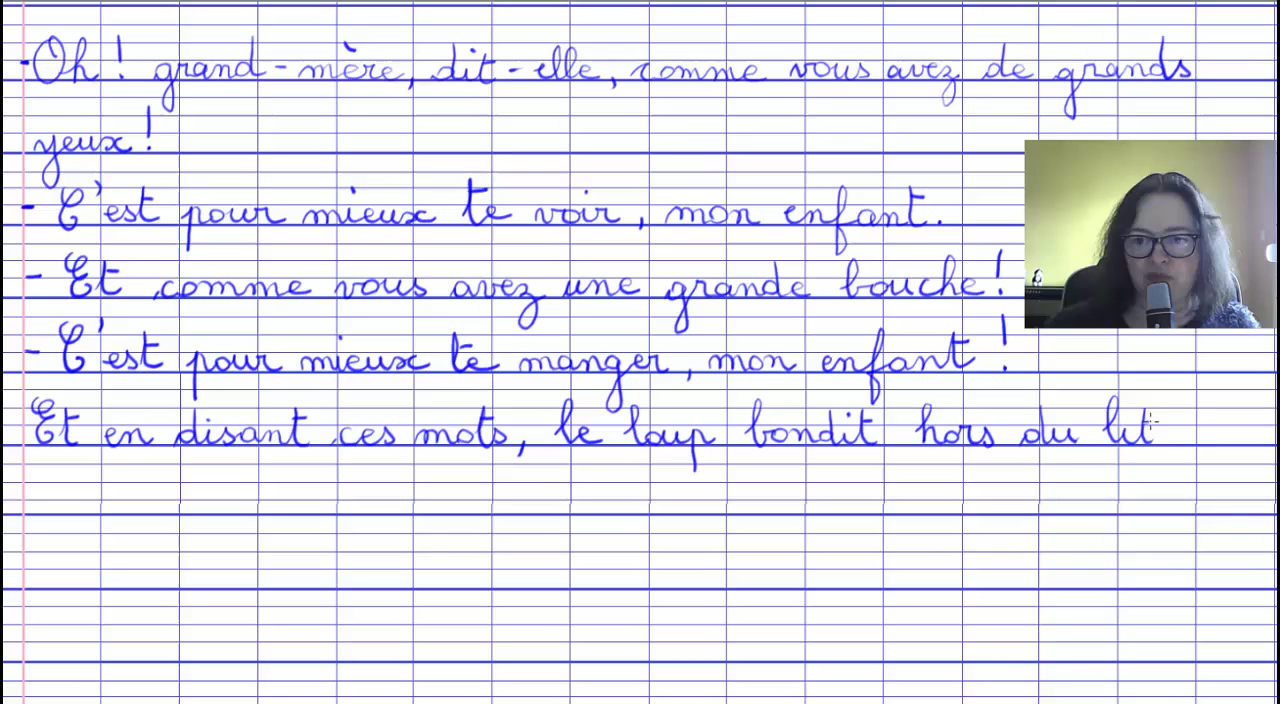 -Oh! grand-mère, dit-elle, comme vous avez de grands
yeux!
- C'est pour mieux te voir, mon enfant.
- Et comme vous avez une grande bouche!
- C'est pour mieux te manger, mon enfant!
Et en disant ces mots, le loup bondit hors du lit